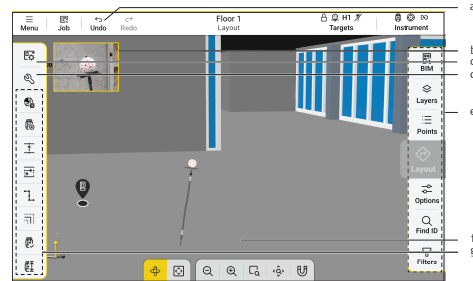 Menu
Job
Undo
Redo
Floor 1
Layout
H1
Targets
Instrument
a
b
c
d
BIM
Layers
Points
e
Layout
Options
Find ID
f
g
Filters